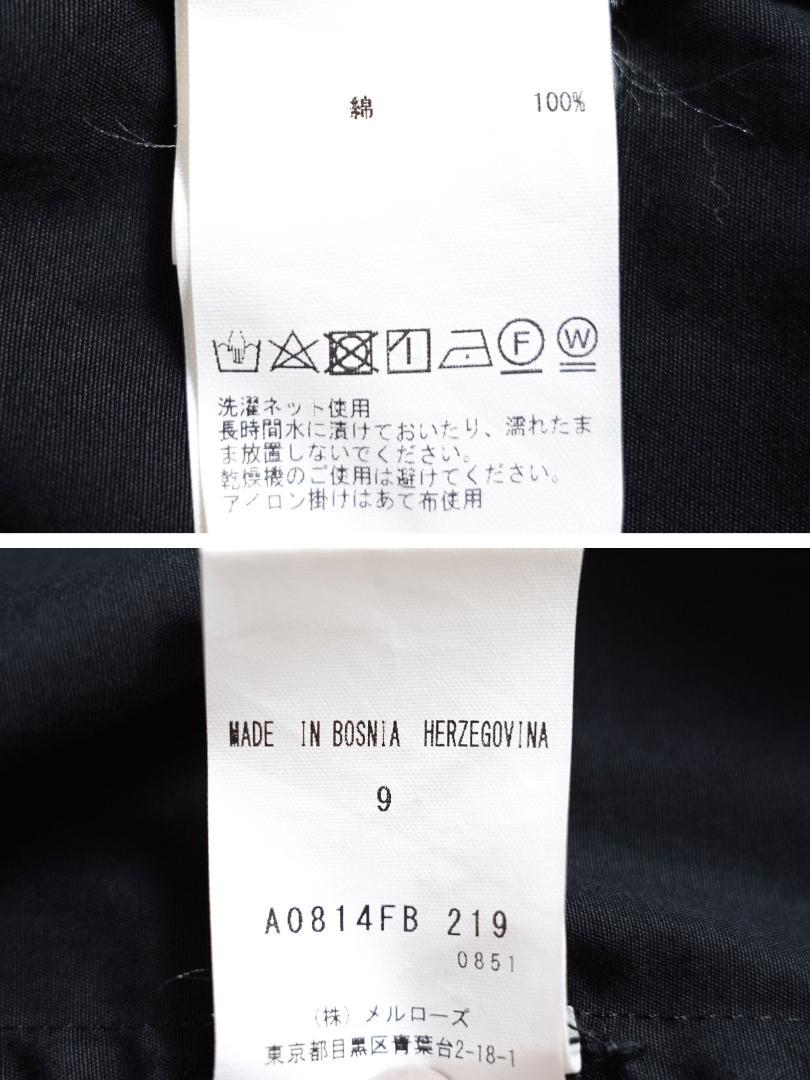 綿 100%
F W
洗濯ネット使用
長時間水に漬けておいたり、濡れたま
ま放置しないでください。
乾燥機のご使用は避けてください。
アイロン掛けはあて布使用
MADE IN BOSNIA HERZEGOVINA
9
A0814FB 219
0851
(株) メルローズ
東京都目黒区青葉台2-18-1